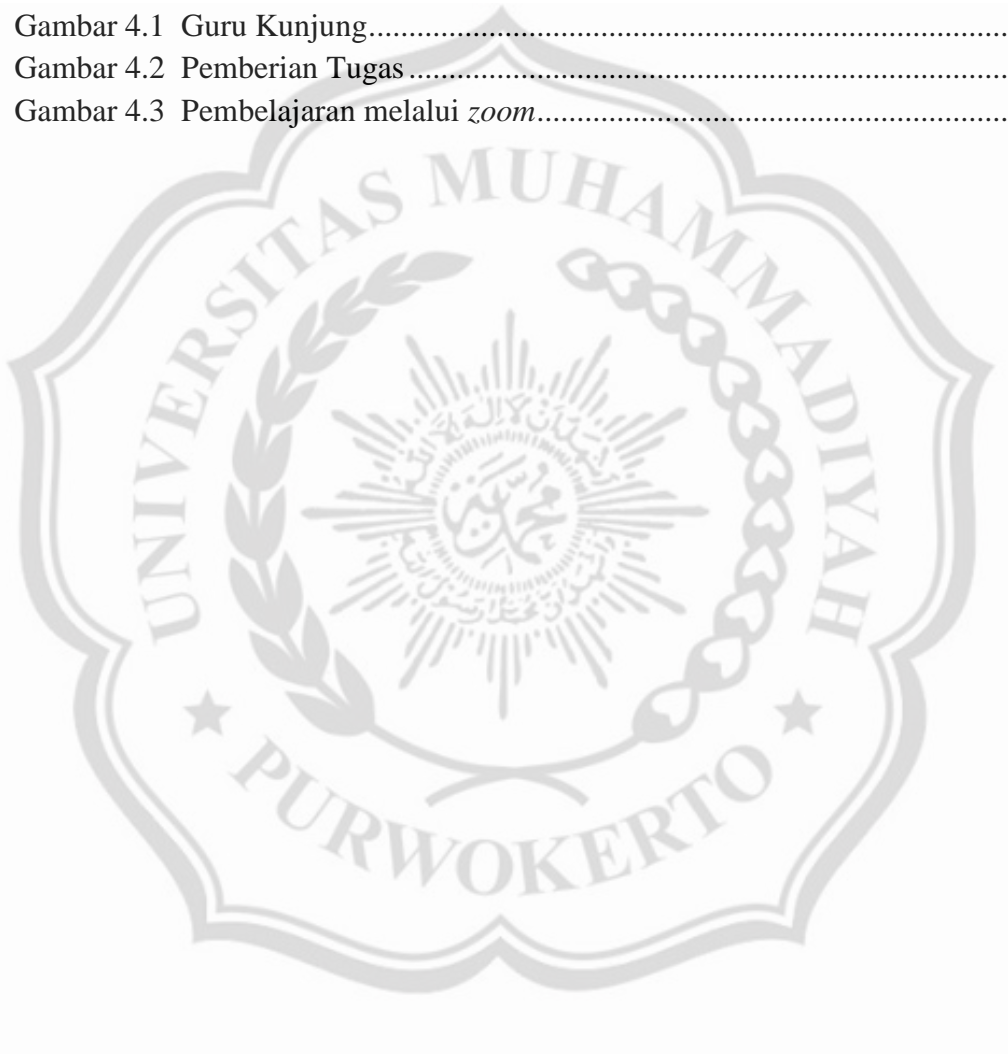 Gambar 4.1 Guru Kunjung................................................................................
Gambar 4.2 Pemberian Tugas...........................................................................
Gambar 4.3 Pembelajaran melalui zoom...........................................................
UNIVERSITAS MUHAMMADIYAH
PURWOKERTO
محمد